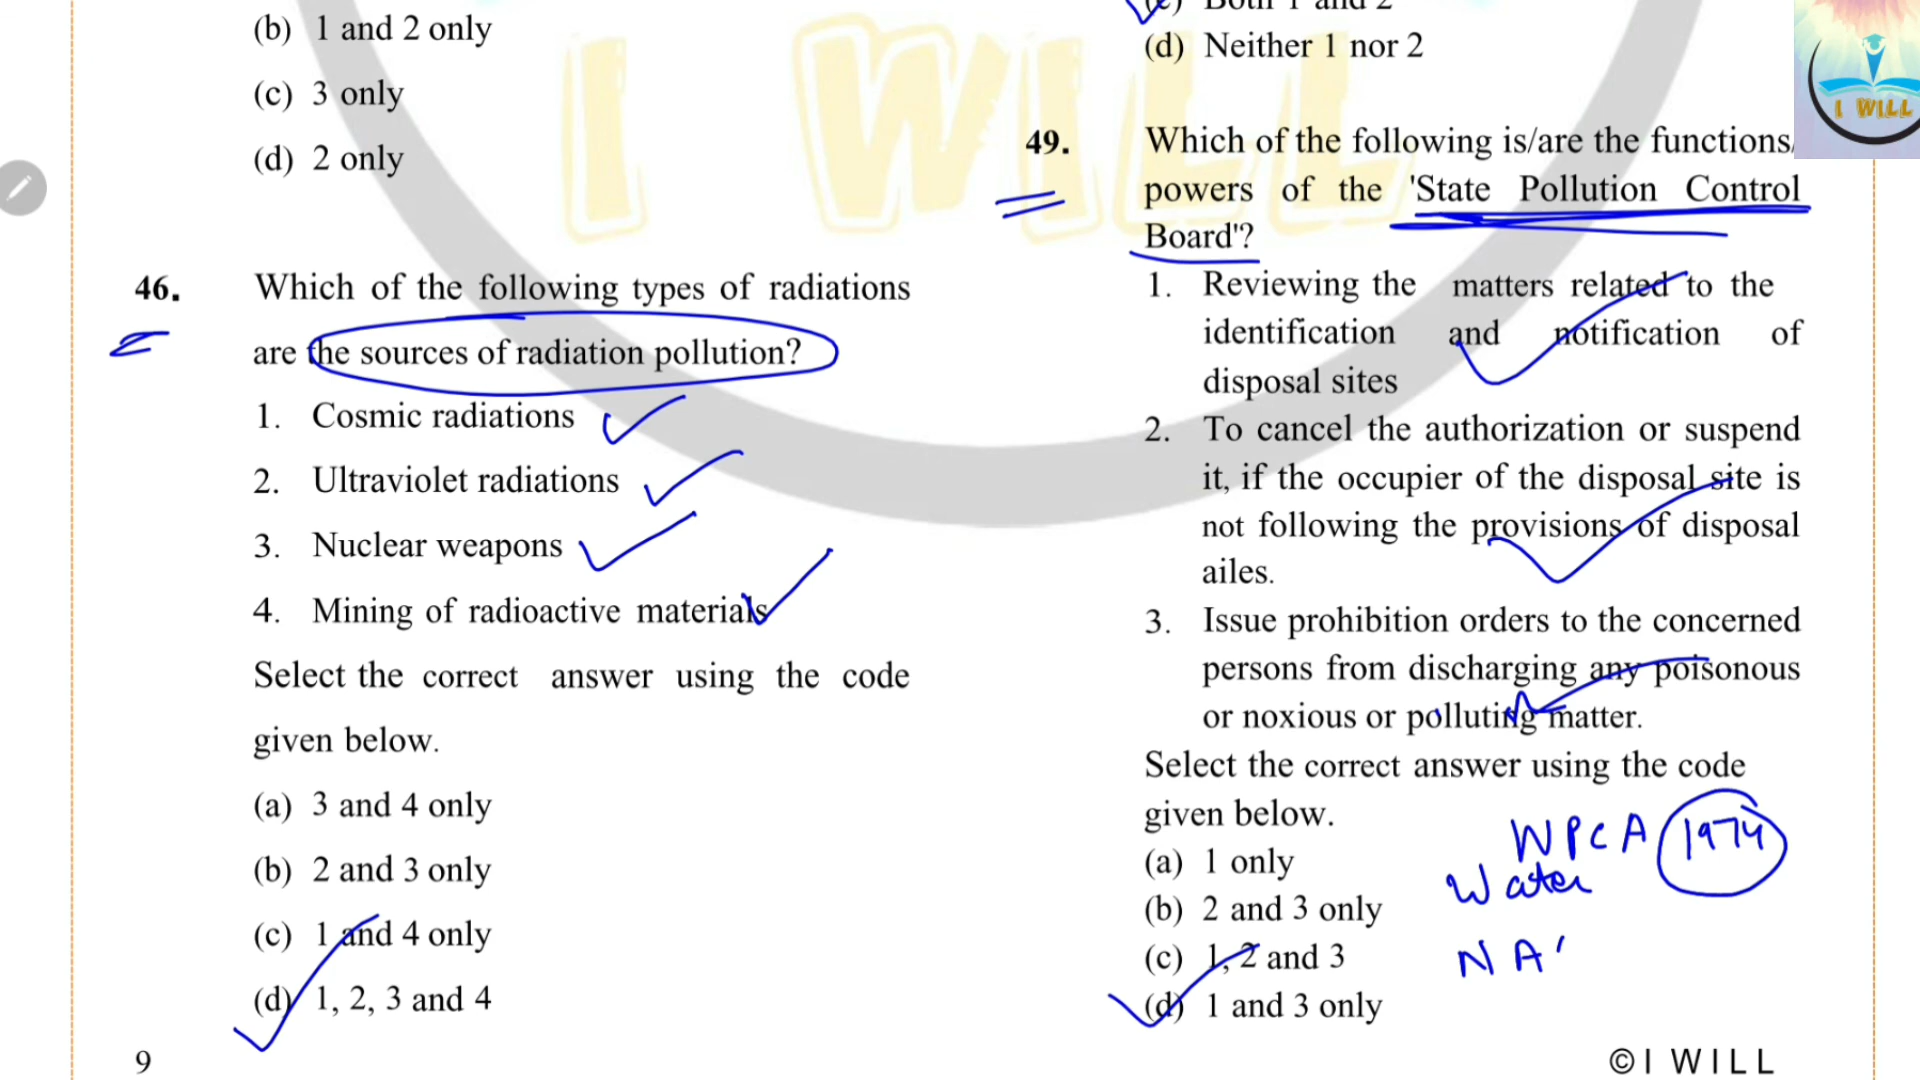 (b) 1 and 2 only
(c) 3 only
(d) 2 only
46. Which of the following types of radiations
are the sources of radiation pollution?
1. Cosmic radiations
2. Ultraviolet radiations
3. Nuclear weapons
4. Mining of radioactive materials
Select the correct answer using the code
given below.
(a) 3 and 4 only
(b) 2 and 3 only
(c) 1 and 4 only
(d) 1, 2, 3 and 4
9
(c) Both 1 and 2
(d) Neither 1 nor 2
49. Which of the following is/are the functions/
powers of the 'State Pollution Control
Board'?
1. Reviewing the matters related to the
identification and notification of
disposal sites
2. To cancel the authorization or suspend
it, if the occupier of the disposal site is
not following the provisions of disposal
ailes.
3. Issue prohibition orders to the concerned
persons from discharging any poisonous
or noxious or polluting matter.
Select the correct answer using the code
given below.
(a) 1 only
(b) 2 and 3 only
(c) 1, 2 and 3
(d) 1 and 3 only
WPCA 1974
Water
NA
©I WILL
I WILL
I WILL